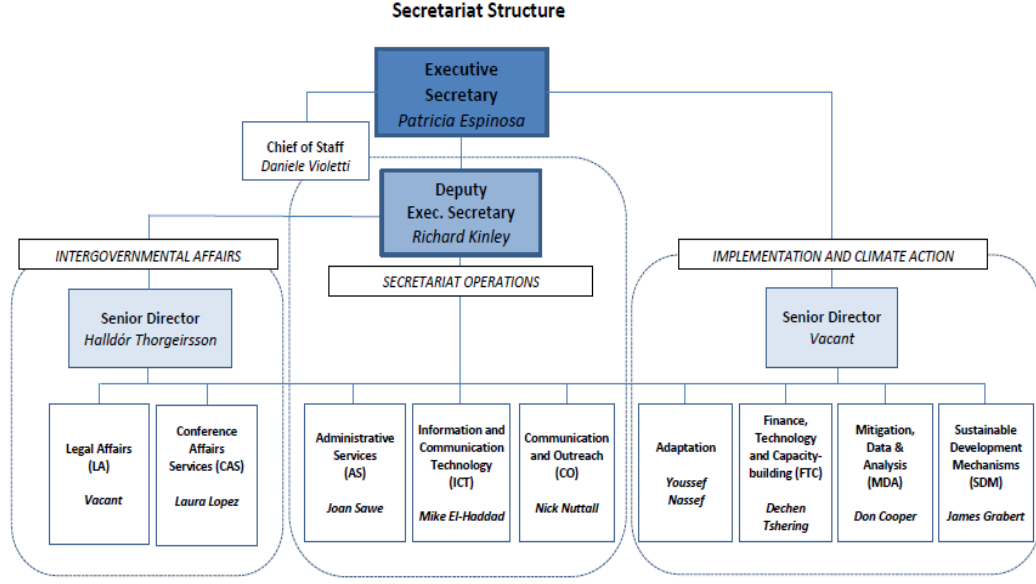 Secretariat Structure
Executive
Secretary
Patricia Espinosa
Chief of Staff
Daniele Violetti
Deputy
Exec. Secretary
Richard Kinley
INTERGOVERNMENTAL AFFAIRS
SECRETARIAT OPERATIONS
IMPLEMENTATION AND CLIMATE ACTION
Senior Director
Halldór Thorgeirsson
Senior Director
Vacant
Legal Affairs
(LA)
Vacant
Conference
Affairs
Services (CAS)
Laura Lopez
Administrative
Services
(AS)
Joan Sawe
Information and
Communication
Technology
(ICT)
Mike El-Haddad
Communication
and Outreach
(CO)
Nick Nuttall
Adaptation
Youssef
Nassef
Finance,
Technology
and Capacity-
building (FTC)
Dechen
Tshering
Mitigation,
Data &
Analysis
(MDA)
Don Cooper
Sustainable
Development
Mechanisms
(SDM)
James Grabert